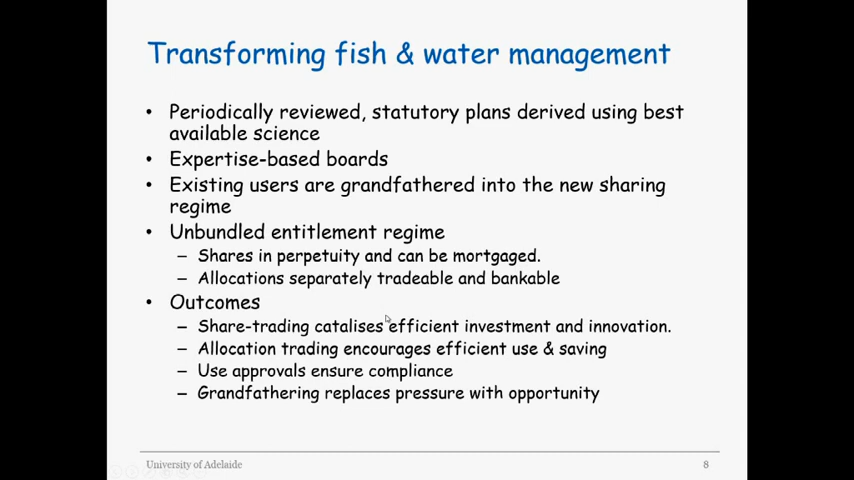 Transforming fish & water management
• Periodically reviewed, statutory plans derived using best
available science
• Expertise-based boards
• Existing users are grandfathered into the new sharing
regime
• Unbundled entitlement regime
– Shares in perpetuity and can be mortgaged.
– Allocations separately tradeable and bankable
• Outcomes
– Share-trading catalises efficient investment and innovation.
– Allocation trading encourages efficient use & saving
– Use approvals ensure compliance
– Grandfathering replaces pressure with opportunity
University of Adelaide
8